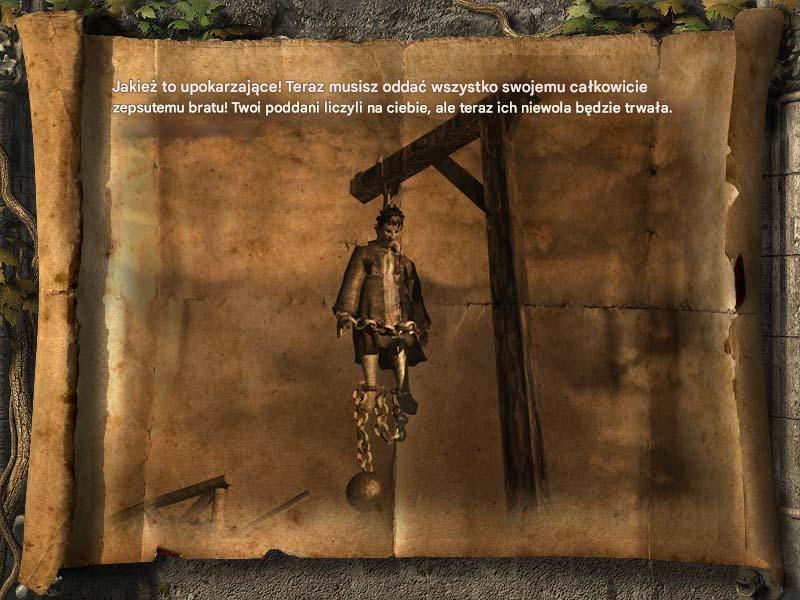 Jakież to upokarzające! Teraz musisz oddać wszystko swojemu całkowicie
zepsutemu bratu! Twoi poddani liczyli na ciebie, ale teraz ich niewola będzie trwała.